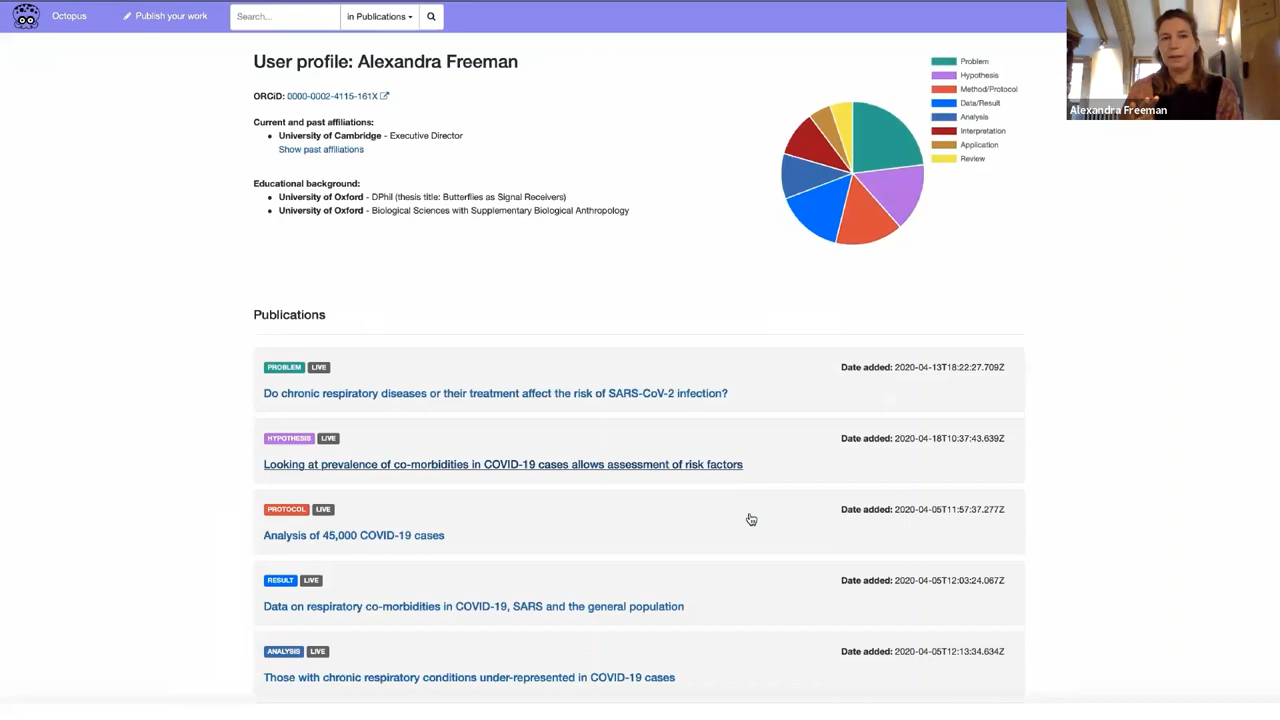 Octopus
Publish your work
Search...
in Publications
User profile: Alexandra Freeman
ORCiD: 0000-0002-4115-161X
Current and past affiliations:
University of Cambridge - Executive Director
Show past affiliations
Educational background:
University of Oxford - DPhil (thesis title: Butterflies as Signal Receivers)
University of Oxford - Biological Sciences with Supplementary Biological Anthropology
Problem
Hypothesis
Method/Protocol
Data/Result
Analysis
Interpretation
Application
Review
Alexandra Freeman
Publications
PROBLEM LIVE
Date added: 2020-04-13T18:22:27.709Z
Do chronic respiratory diseases or their treatment affect the risk of SARS-CoV-2 infection?
HYPOTHESIS LIVE
Date added: 2020-04-18T10:37:43.639Z
Looking at prevalence of co-morbidities in COVID-19 cases allows assessment of risk factors
PROTOCOL LIVE
Date added: 2020-04-05T11:57:37.277Z
Analysis of 45,000 COVID-19 cases
RESULT LIVE
Date added: 2020-04-05T12:03:24.067Z
Data on respiratory co-morbidities in COVID-19, SARS and the general population
ANALYSIS LIVE
Date added: 2020-04-05T12:13:34.634Z
Those with chronic respiratory conditions under-represented in COVID-19 cases